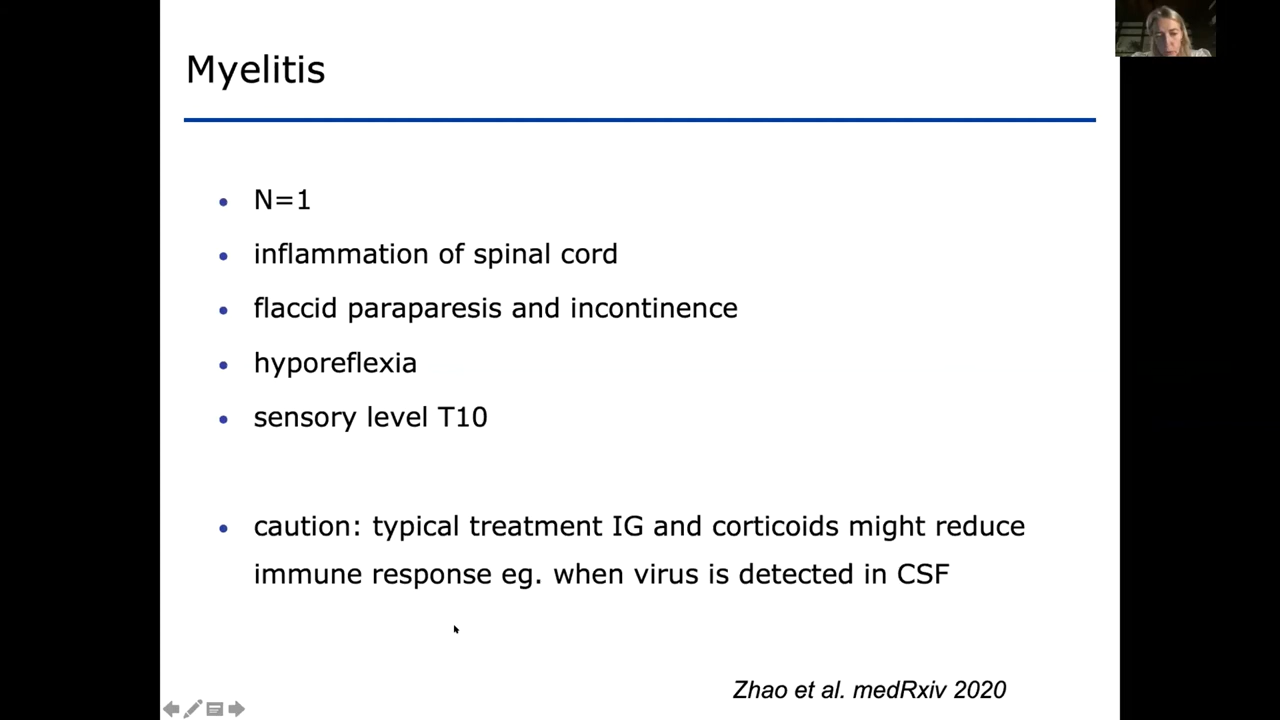 Myelitis
N=1
inflammation of spinal cord
flaccid paraparesis and incontinence
hyporeflexia
sensory level T10
caution: typical treatment IG and corticoids might reduce
immune response eg. when virus is detected in CSF
Zhao et al. medRxiv 2020